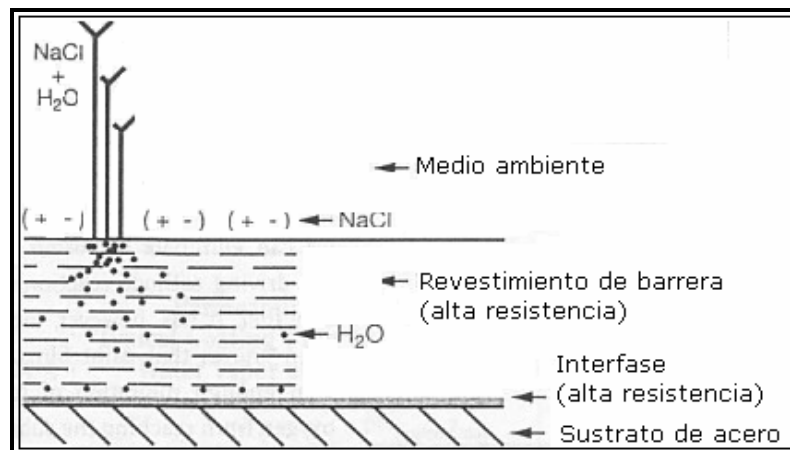 NaCl
+
H₂O
Medio ambiente
(+ -) (+ -) (+ -) NaCl
Revestimiento de barrera
(alta resistencia)
H₂O
Interfase
(alta resistencia)
Sustrato de acero